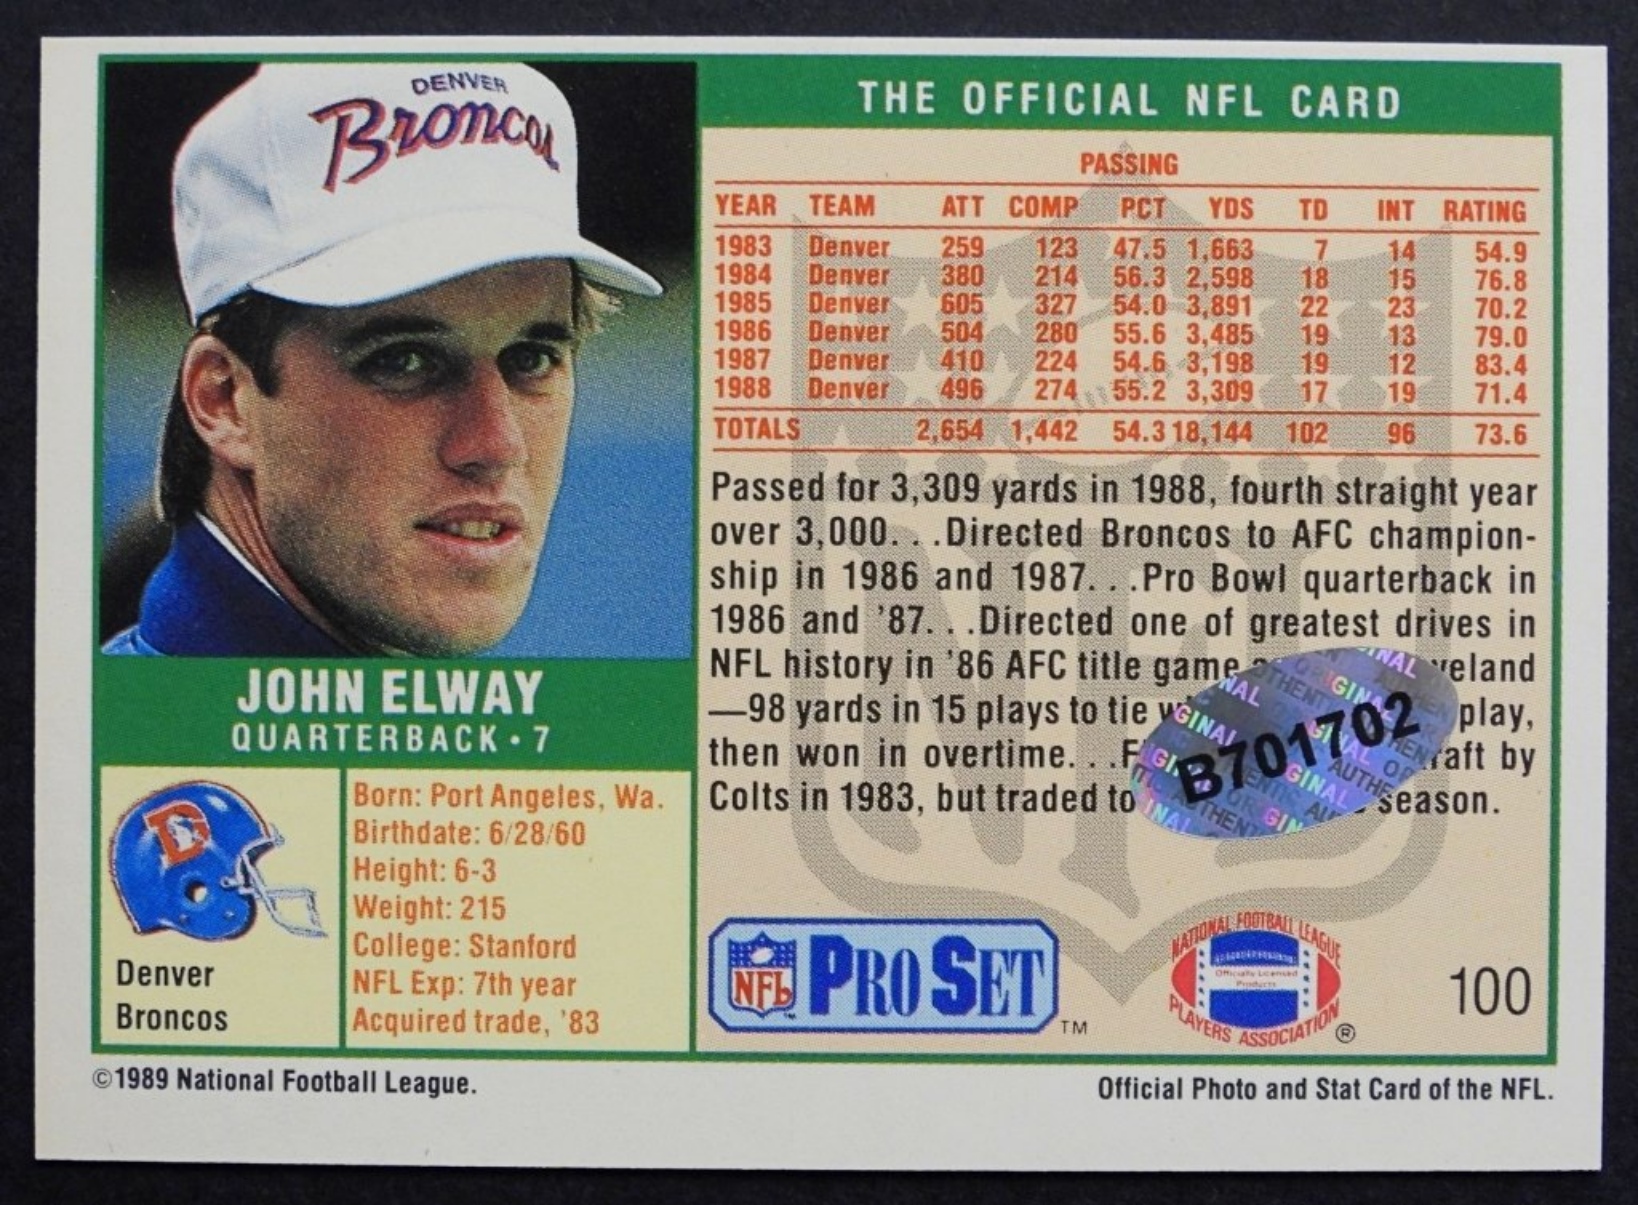 DENVER
Broncos
JOHN ELWAY
QUARTERBACK • 7
Denver
Broncos
Born: Port Angeles, Wa.
Birthdate: 6/28/60
Height: 6-3
Weight: 215
College: Stanford
NFL Exp: 7th year
Acquired trade, '83
THE OFFICIAL NFL CARD
PASSING
YEAR TEAM ATT COMP PCT YDS TD INT RATING
1983 Denver 259 123 47.5 1,663 7 14 54.9
1984 Denver 380 214 56.3 2,598 18 15 76.8
1985 Denver 605 327 54.0 3,891 22 23 70.2
1986 Denver 504 280 55.6 3,485 19 13 79.0
1987 Denver 410 224 54.6 3,198 19 12 83.4
1988 Denver 496 274 55.2 3,309 17 19 71.4
TOTALS 2,654 1,442 54.3 18,144 102 96 73.6
Passed for 3,309 yards in 1988, fourth straight year
over 3,000. . .Directed Broncos to AFC champion-
ship in 1986 and 1987. . .Pro Bowl quarterback in
1986 and '87. . .Directed one of greatest drives in
NFL history in '86 AFC title game veland
—98 yards in 15 plays to tie play,
then won in overtime. . . raft by
Colts in 1983, but traded to season.
B701702
NFL PRO SET
TM
NATIONAL FOOTBALL LEAGUE
Officially Licensed
Products
PLAYERS ASSOCIATION
®
100
©1989 National Football League.
Official Photo and Stat Card of the NFL.